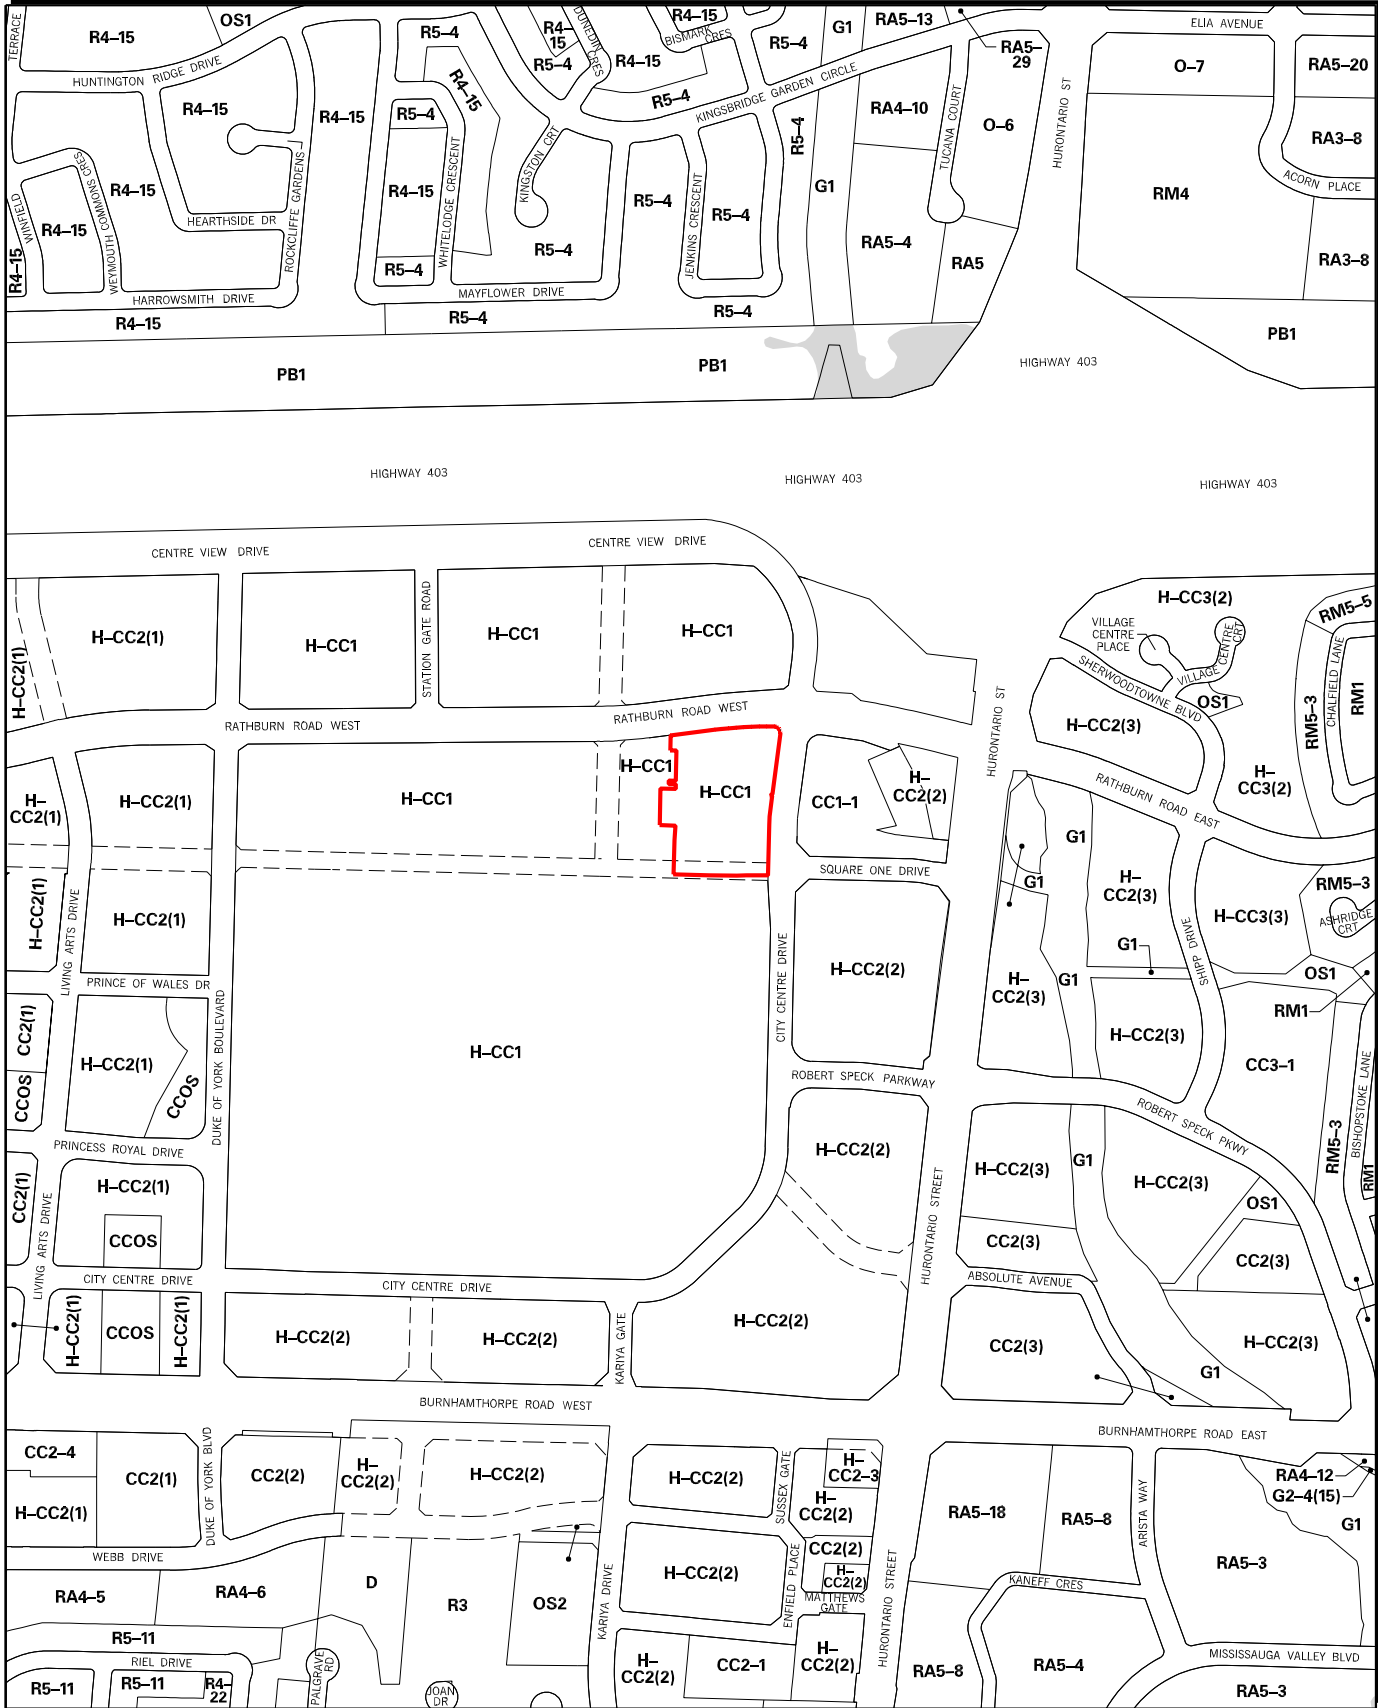 TERRACE
R4–15
OS1
HUNTINGTON RIDGE DRIVE
R4–15
R4–15
R5–4
R4–15
R4–
15
R5–4
DUNEDIN CRES
R4–15
R4–15
BISMARK CRES
R5–4
R5–4
KINGSBRIDGE GARDEN CIRCLE
G1
RA5–13
RA5–
29
ELIA AVENUE
O–7
RA5–20
RA4–10
TUCANA COURT
O–6
HURONTARIO ST
RA3–8
ACORN PLACE
RM4
R5–4
R5–4
KINGSTON CRT
WHITELODGE CRESCENT
R4–15
R5–4
R5–4
JENKINS CRESCENT
R5–4
G1
RA5–4
RA5
RA3–8
WINFIELD
WEYMOUTH COMMONS CRES
R4–15
R4–15
R4–15
HEARTHSIDE DR
ROCKCLIFFE GARDENS
R5–4
R5–4
HARROWSMITH DRIVE
MAYFLOWER DRIVE
R4–15
R5–4
R5–4
PB1
PB1
PB1
HIGHWAY 403
HIGHWAY 403
HIGHWAY 403
HIGHWAY 403
CENTRE VIEW DRIVE
CENTRE VIEW DRIVE
H–CC2(1)
H–CC2(1)
H–CC1
STATION GATE ROAD
H–CC1
H–CC1
H–CC3(2)
RM5–5
VILLAGE
CENTRE
PLACE
VILLAGE CENTRE
CRT
SHERWOODTOWNE BLVD
OS1
RM5–3
CHALFIELD LANE
RM1
RATHBURN ROAD WEST
RATHBURN ROAD WEST
HURONTARIO ST
H–CC2(3)
H–
CC3(2)
RATHBURN ROAD EAST
H–
CC2(1)
H–CC2(1)
H–CC1
H–CC1
H–CC1
CC1–1
H–
CC2(2)
G1
G1
SQUARE ONE DRIVE
H–
CC2(3)
H–CC2(1)
LIVING ARTS DRIVE
H–CC2(1)
PRINCE OF WALES DR
H–CC2(2)
CITY CENTRE DRIVE
H–
CC2(3)
G1
G1
SHIPP DRIVE
H–CC3(3)
RM5–3
ASHRIDGE
CRT
OS1
RM1
CC2(1)
CCOS
H–CC2(1)
CCOS
DUKE OF YORK BOULEVARD
H–CC1
H–CC2(3)
CC3–1
ROBERT SPECK PARKWAY
ROBERT SPECK PKWY
RM5–3
BISHOPSTOKE LANE
RM1
PRINCESS ROYAL DRIVE
CC2(1)
H–CC2(1)
CCOS
LIVING ARTS DRIVE
H–CC2(2)
HURONTARIO STREET
H–CC2(3)
G1
H–CC2(3)
OS1
CC2(3)
CC2(3)
ABSOLUTE AVENUE
CITY CENTRE DRIVE
CITY CENTRE DRIVE
H–CC2(1)
CCOS
H–CC2(1)
H–CC2(2)
H–CC2(2)
KARIYA GATE
H–CC2(2)
CC2(3)
H–CC2(3)
G1
BURNHAMTHORPE ROAD WEST
BURNHAMTHORPE ROAD EAST
CC2–4
H–CC2(1)
CC2(1)
DUKE OF YORK BLVD
CC2(2)
H–
CC2(2)
H–CC2(2)
H–CC2(2)
SUSSEX GATE
H–
CC2–3
H–
CC2(2)
CC2(2)
H–
CC2(2)
MATTHEWS
GATE
RA5–18
RA5–8
ARISTA WAY
RA4–12
G2–4(15)
G1
RA5–3
WEBB DRIVE
RA4–5
RA4–6
D
R3
OS2
KARIYA DRIVE
H–CC2(2)
ENFIELD PLACE
HURONTARIO STREET
KANEFF CRES
R5–11
RIEL DRIVE
R5–11
R5–11
R4–
22
PALGRAVE
RD
JOAN
DR
H–
CC2(2)
CC2–1
H–
CC2(2)
RA5–8
RA5–4
MISSISSAUGA VALLEY BLVD
RA5–3